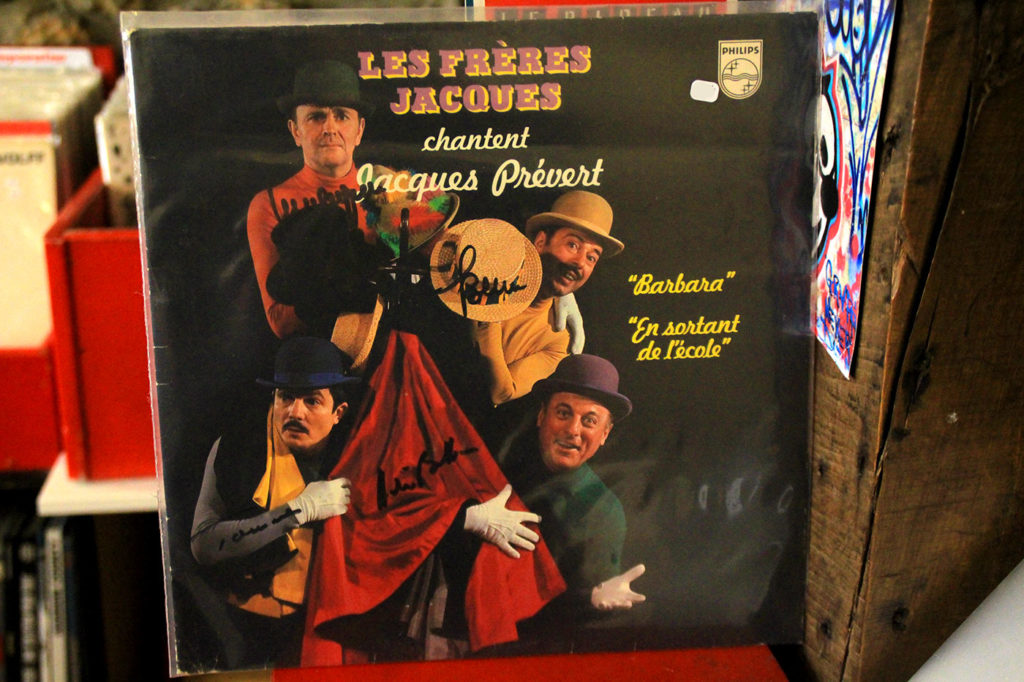 LES FRÈRES
JACQUES
chantent
Jacques Prévert
PHILIPS
"Barbara"
"En sortant
de l'école"